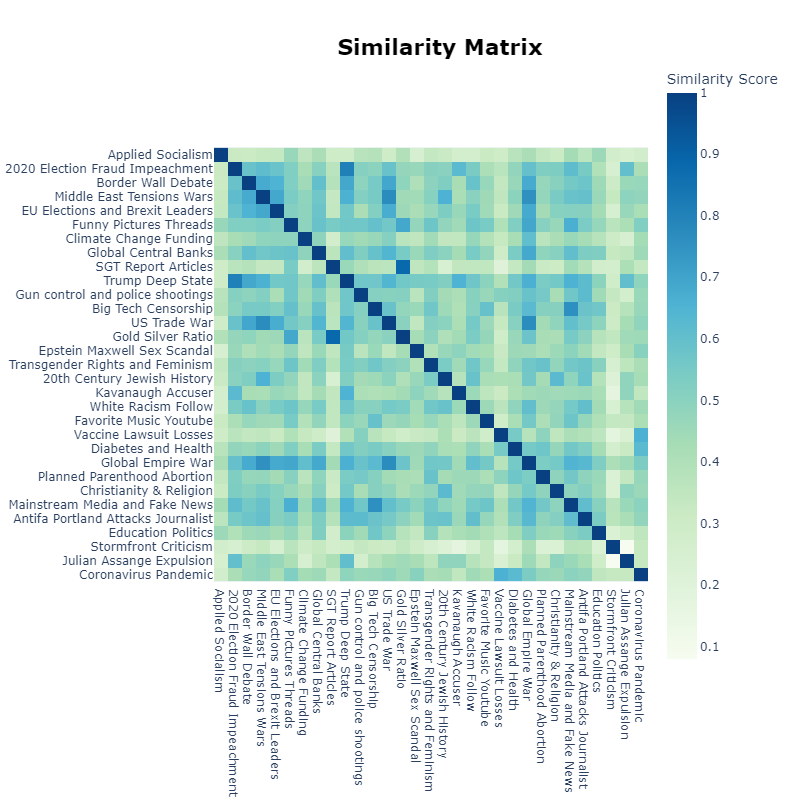 Similarity Matrix
Similarity Score
1
0.9
0.8
0.7
0.6
0.5
0.4
0.3
0.2
0.1
Applied Socialism
2020 Election Fraud Impeachment
Border Wall Debate
Middle East Tensions Wars
EU Elections and Brexit Leaders
Funny Pictures Threads
Climate Change Funding
Global Central Banks
SGT Report Articles
Trump Deep State
Gun control and police shootings
Big Tech Censorship
US Trade War
Gold Silver Ratio
Epstein Maxwell Sex Scandal
Transgender Rights and Feminism
20th Century Jewish History
Kavanaugh Accuser
White Racism Follow
Favorite Music Youtube
Vaccine Lawsuit Losses
Diabetes and Health
Global Empire War
Planned Parenthood Abortion
Christianity & Religion
Mainstream Media and Fake News
Antifa Portland Attacks Journalist
Education Politics
Stormfront Criticism
Julian Assange Expulsion
Coronavirus Pandemic
Applied Socialism
2020 Election Fraud Impeachment
Border Wall Debate
Middle East Tensions Wars
EU Elections and Brexit Leaders
Funny Pictures Threads
Climate Change Funding
Global Central Banks
SGT Report Articles
Trump Deep State
Gun control and police shootings
Big Tech Censorship
US Trade War
Gold Silver Ratio
Epstein Maxwell Sex Scandal
Transgender Rights and Feminism
20th Century Jewish History
Kavanaugh Accuser
White Racism Follow
Favorite Music Youtube
Vaccine Lawsuit Losses
Diabetes and Health
Global Empire War
Planned Parenthood Abortion
Christianity & Religion
Mainstream Media and Fake News
Antifa Portland Attacks Journalist
Education Politics
Stormfront Criticism
Julian Assange Expulsion
Coronavirus Pandemic